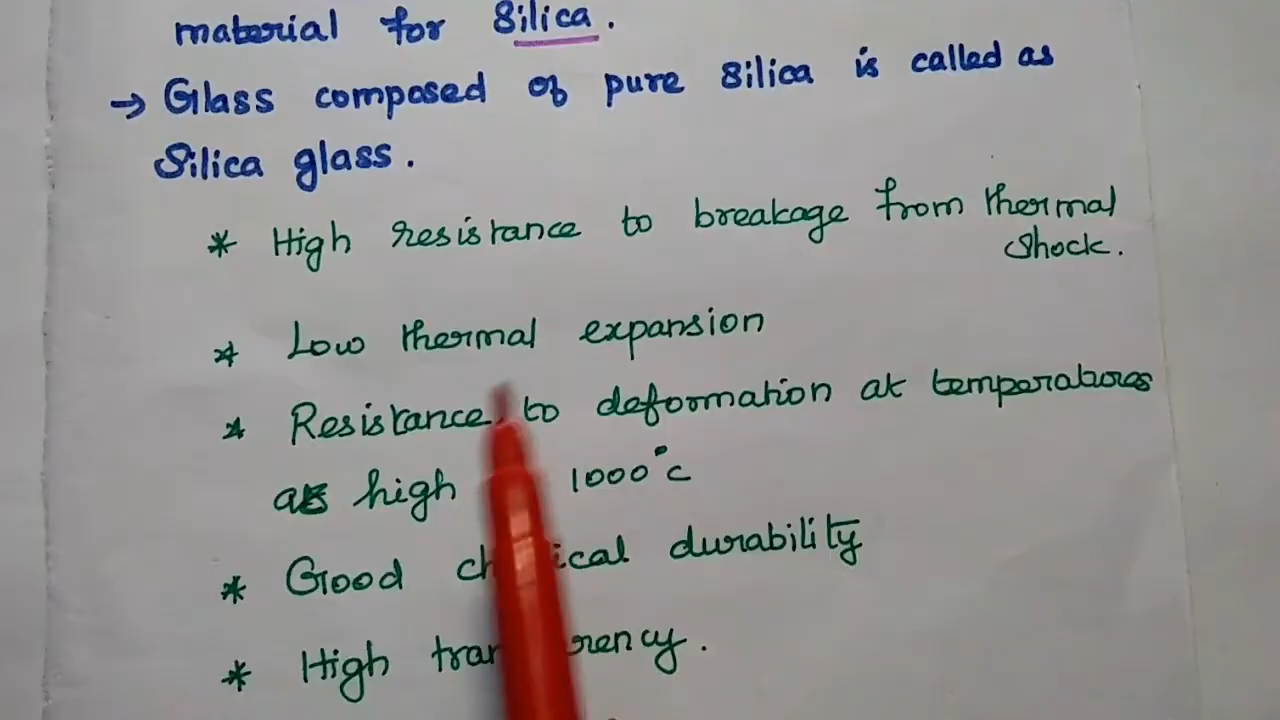 material for Silica.
→ Glass composed of pure silica is called as
Silica glass.
* High resistance to breakage from thermal
shock.
* Low thermal expansion
* Resistance to deformation at temperatures
as high 1000°c
* Good durability
* High